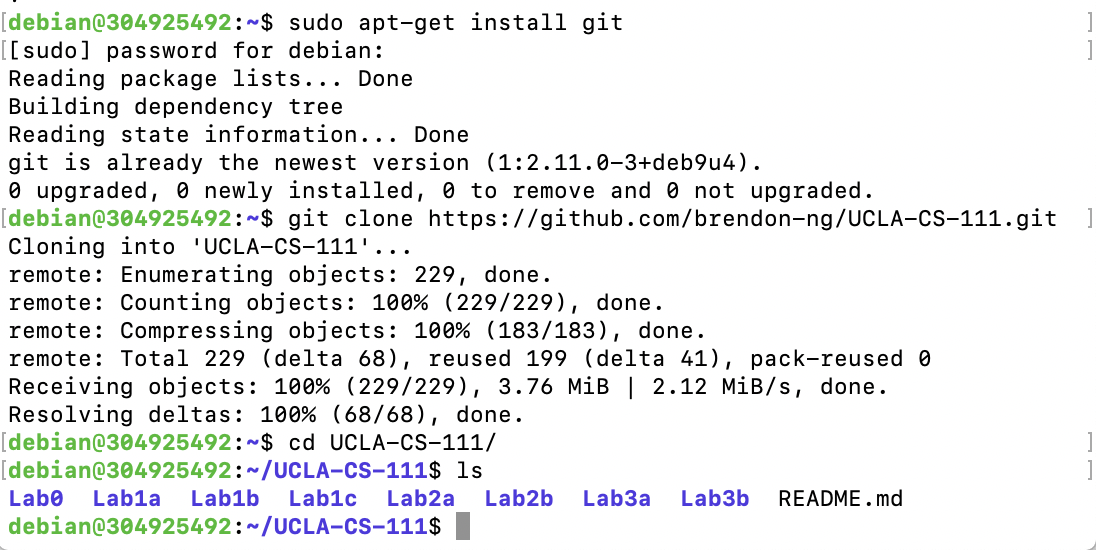 [debian@304925492:~$ sudo apt-get install git ]
[[sudo] password for debian: ]
Reading package lists... Done
Building dependency tree
Reading state information... Done
git is already the newest version (1:2.11.0-3+deb9u4).
0 upgraded, 0 newly installed, 0 to remove and 0 not upgraded.
[debian@304925492:~$ git clone https://github.com/brendon-ng/UCLA-CS-111.git ]
Cloning into 'UCLA-CS-111'...
remote: Enumerating objects: 229, done.
remote: Counting objects: 100% (229/229), done.
remote: Compressing objects: 100% (183/183), done.
remote: Total 229 (delta 68), reused 199 (delta 41), pack-reused 0
Receiving objects: 100% (229/229), 3.76 MiB | 2.12 MiB/s, done.
Resolving deltas: 100% (68/68), done.
[debian@304925492:~$ cd UCLA-CS-111/ ]
[debian@304925492:~/UCLA-CS-111$ ls ]
Lab0 Lab1a Lab1b Lab1c Lab2a Lab2b Lab3a Lab3b README.md
debian@304925492:~/UCLA-CS-111$